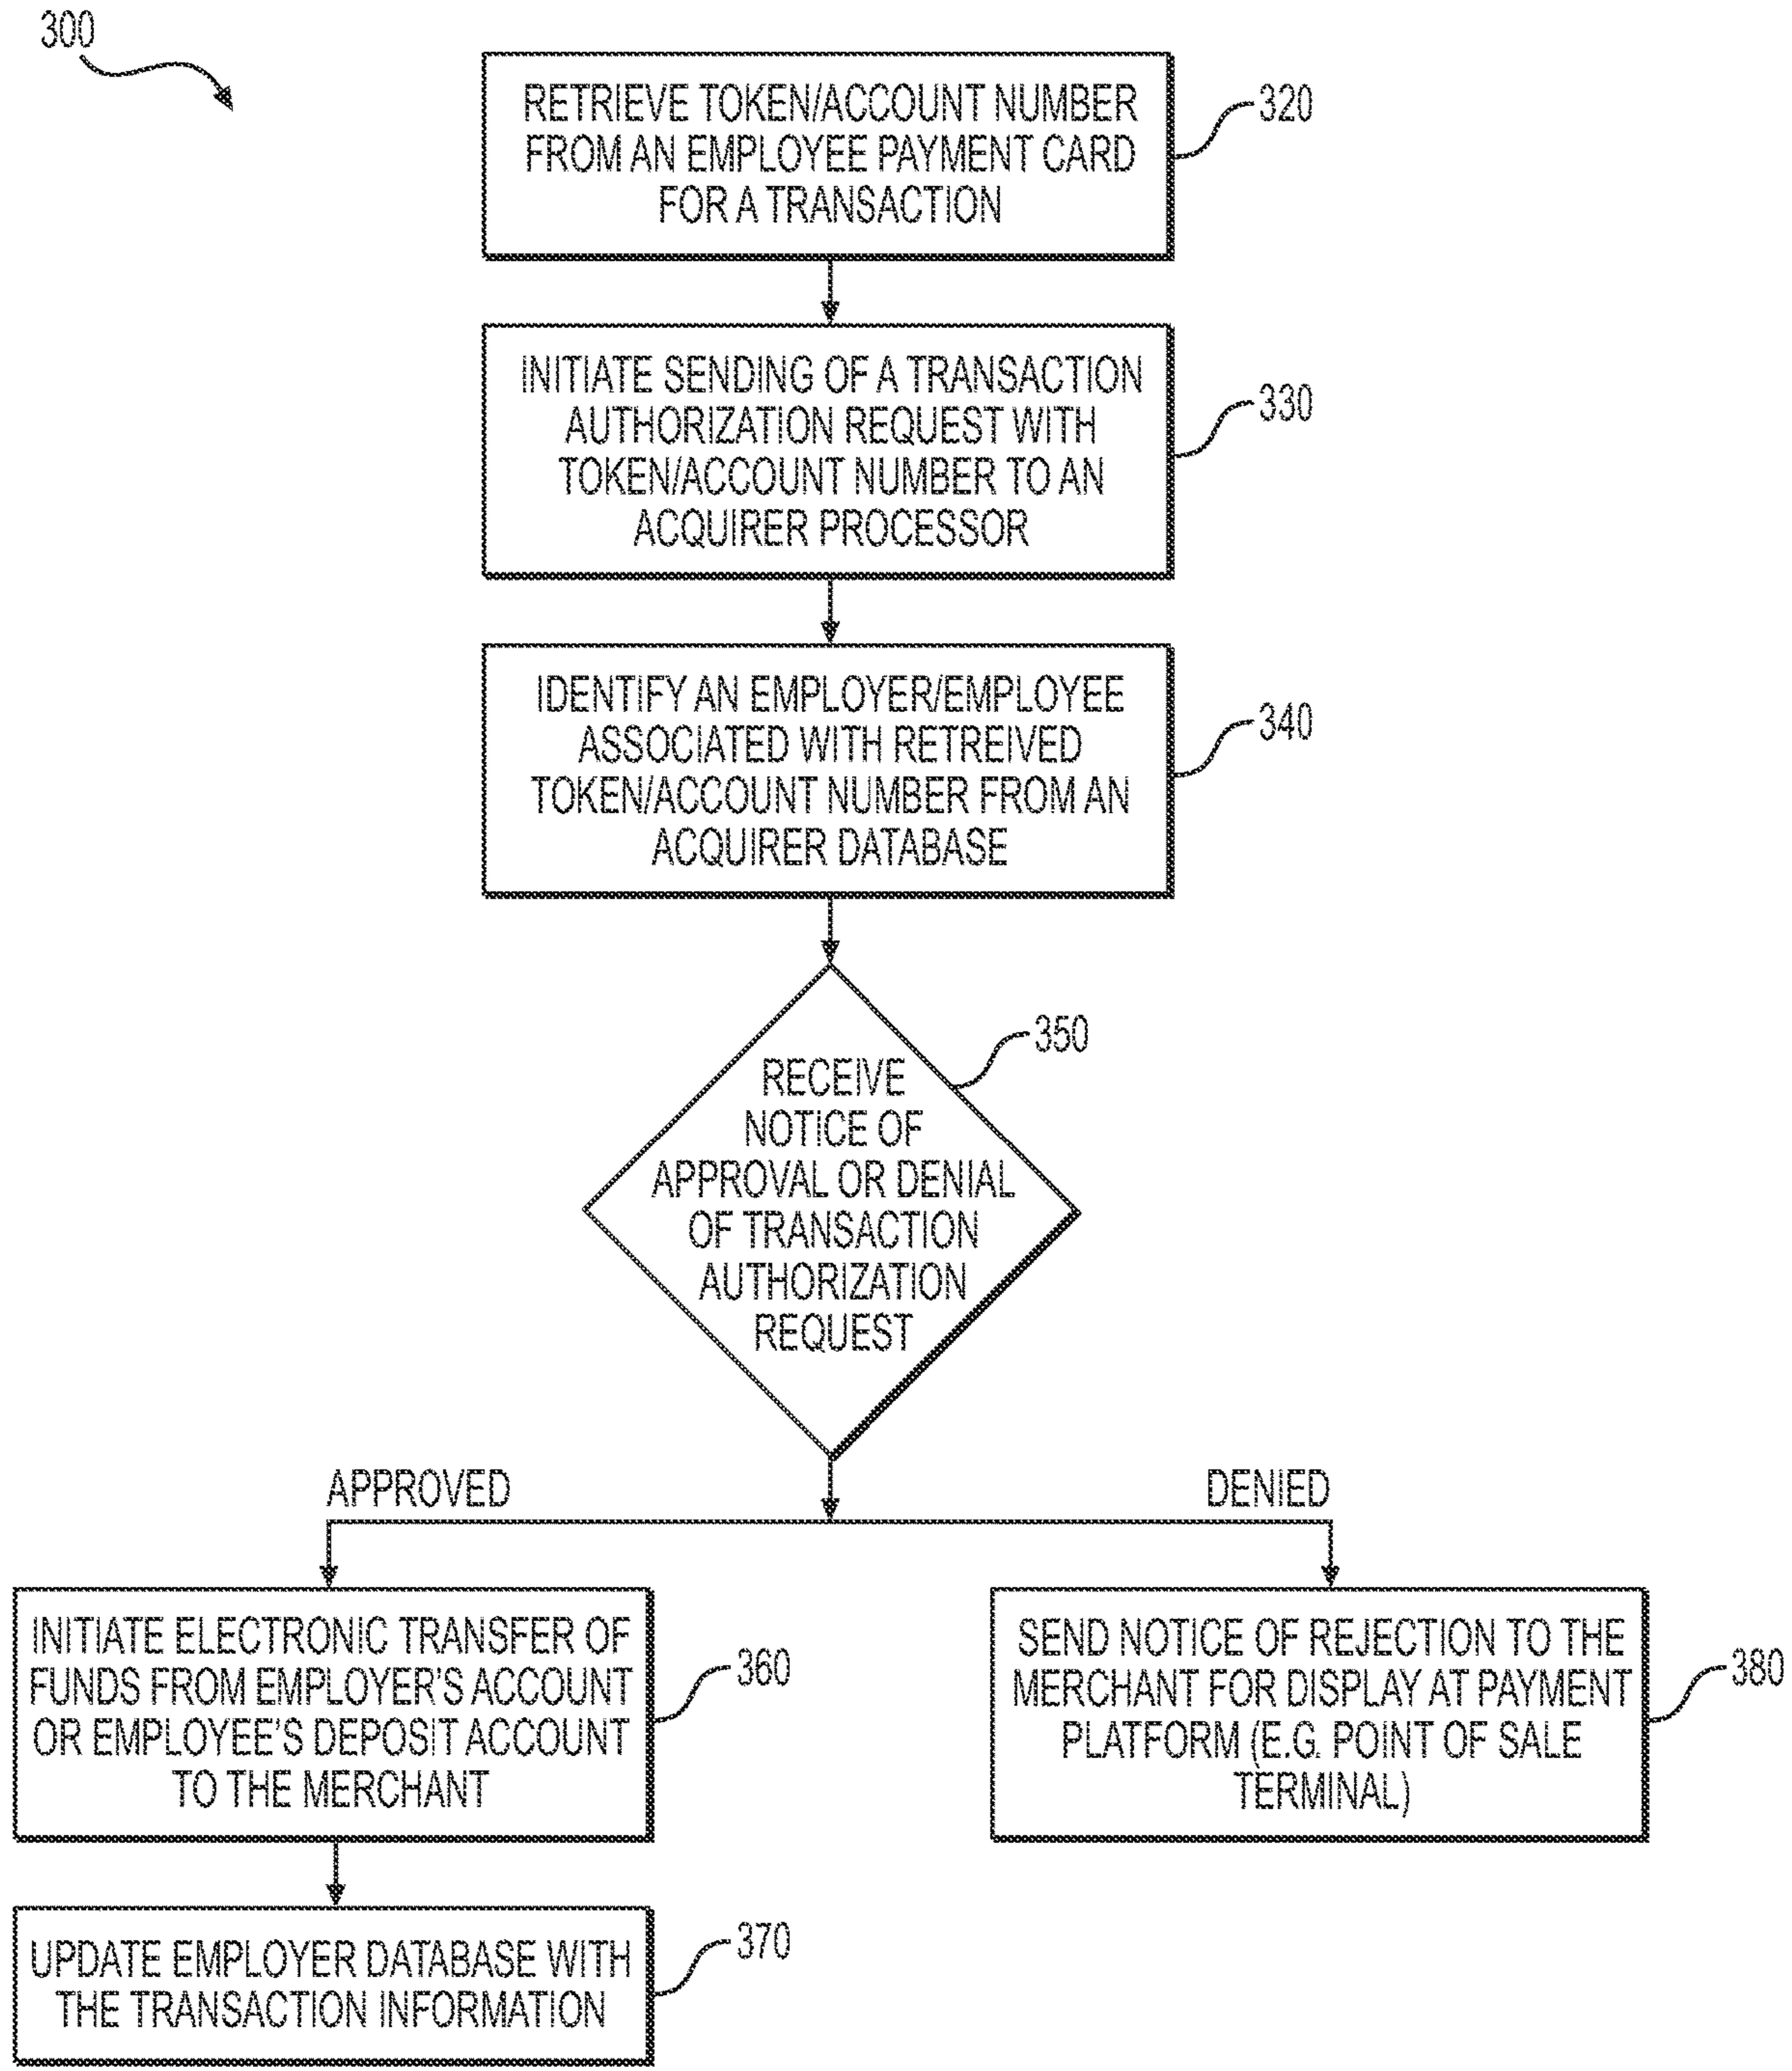 300
RETRIEVE TOKEN/ACCOUNT NUMBER
FROM AN EMPLOYEE PAYMENT CARD
FOR A TRANSACTION
320
INITIATE SENDING OF A TRANSACTION
AUTHORIZATION REQUEST WITH
TOKEN/ACCOUNT NUMBER TO AN
ACQUIRER PROCESSOR
330
IDENTIFY AN EMPLOYER/EMPLOYEE
ASSOCIATED WITH RETREIVED
TOKEN/ACCOUNT NUMBER FROM AN
ACQUIRER DATABASE
340
RECEIVE
NOTICE OF
APPROVAL OR DENIAL
OF TRANSACTION
AUTHORIZATION
REQUEST
350
APPROVED
DENIED
INITIATE ELECTRONIC TRANSFER OF
FUNDS FROM EMPLOYER'S ACCOUNT
OR EMPLOYEE'S DEPOSIT ACCOUNT
TO THE MERCHANT
360
SEND NOTICE OF REJECTION TO THE
MERCHANT FOR DISPLAY AT PAYMENT
PLATFORM (E.G. POINT OF SALE
TERMINAL)
380
UPDATE EMPLOYER DATABASE WITH
THE TRANSACTION INFORMATION
370